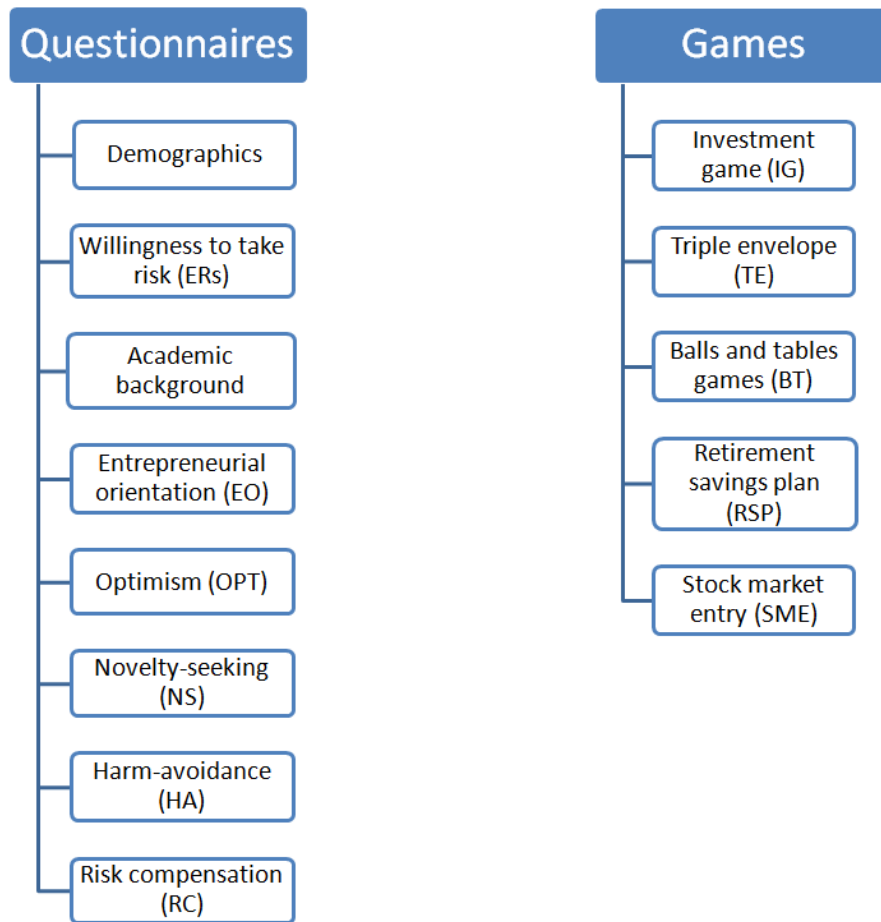 Questionnaires
Demographics
Willingness to take
risk (ERs)
Academic
background
Entrepreneurial
orientation (EO)
Optimism (OPT)
Novelty-seeking
(NS)
Harm-avoidance
(HA)
Risk compensation
(RC)
Games
Investment
game (IG)
Triple envelope
(TE)
Balls and tables
games (BT)
Retirement
savings plan
(RSP)
Stock market
entry (SME)